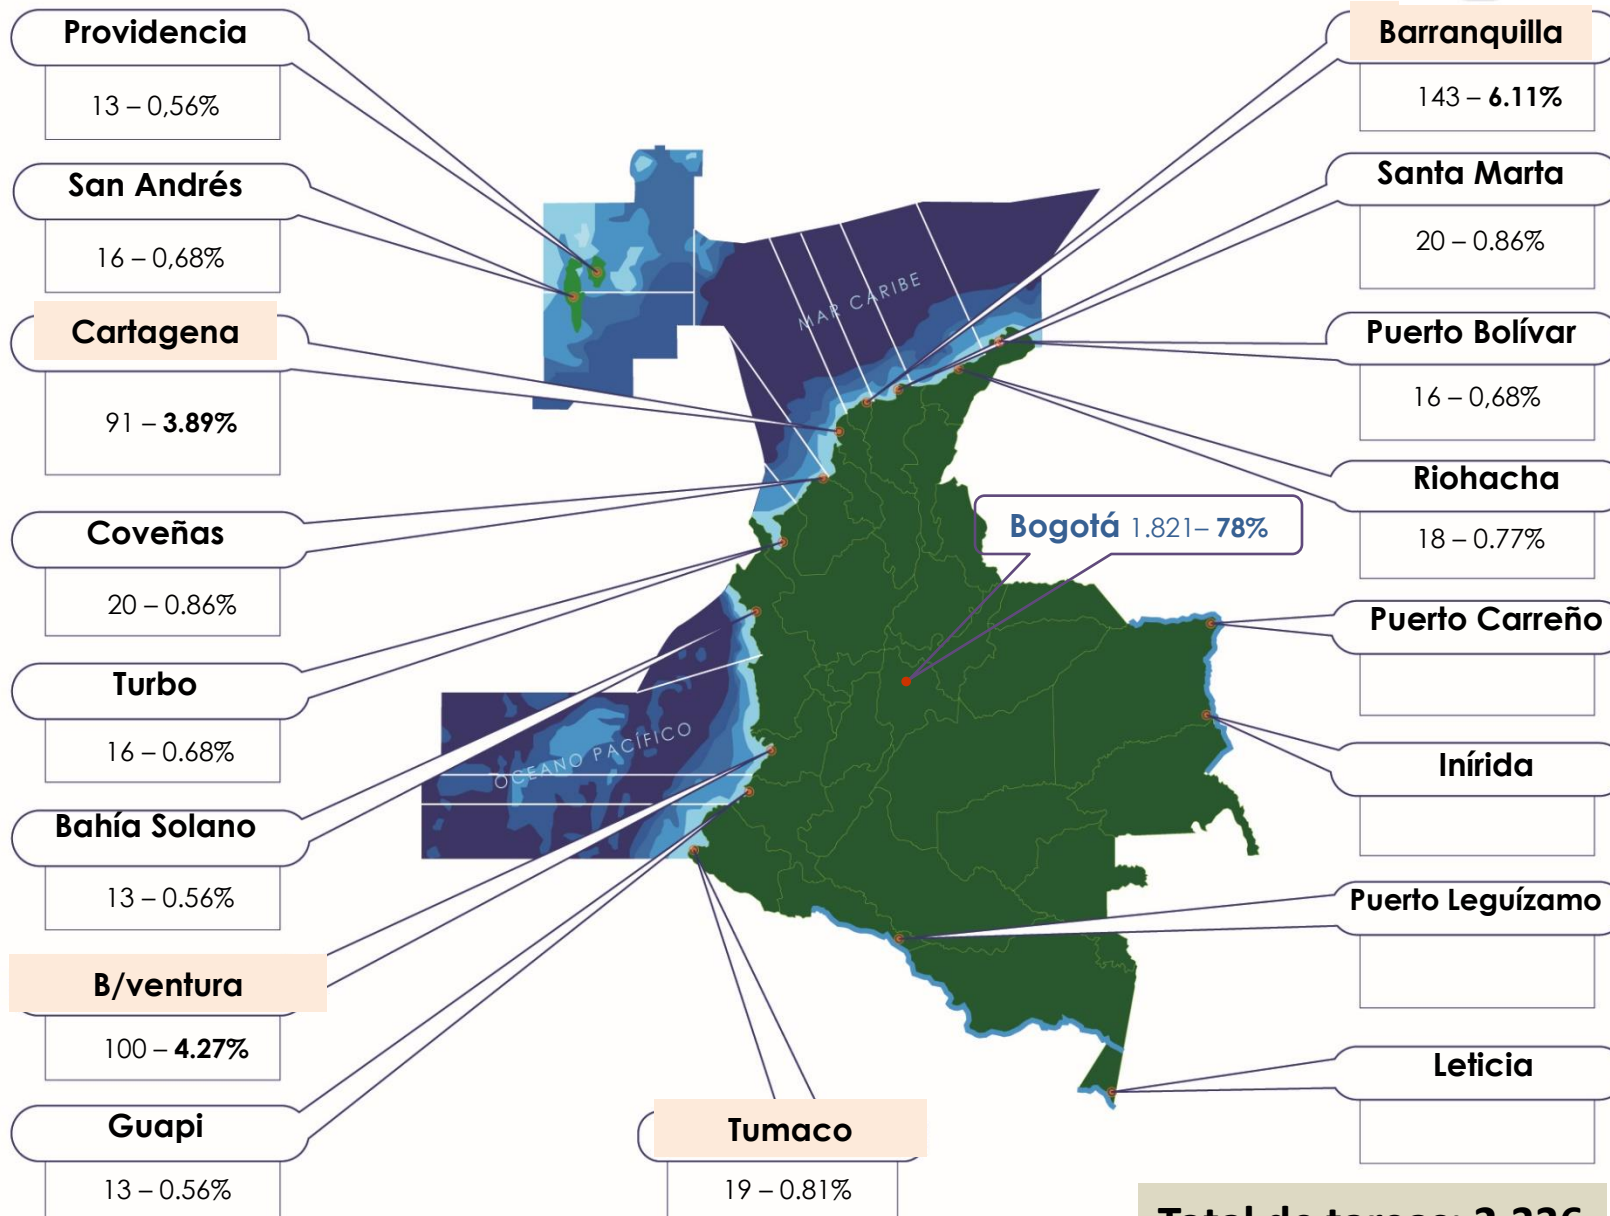 Providencia
13 – 0,56%
San Andrés
16 – 0,68%
Cartagena
91 – 3.89%
Coveñas
20 – 0.86%
Turbo
16 – 0.68%
Bahía Solano
13 – 0.56%
B/ventura
100 – 4.27%
Guapi
13 – 0.56%
Tumaco
19 – 0.81%
MAR CARIBE
OCEANO PACÍFICO
Bogotá 1.821– 78%
Barranquilla
143 – 6.11%
Santa Marta
20 – 0.86%
Puerto Bolívar
16 – 0,68%
Riohacha
18 – 0.77%
Puerto Carreño
Inírida
Puerto Leguízamo
Leticia